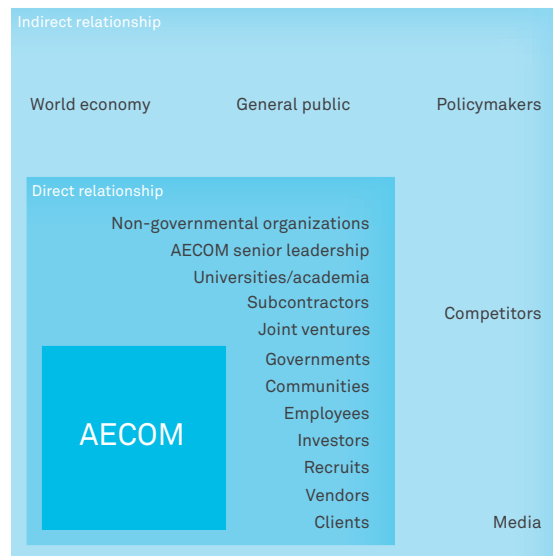 Indirect relationship
World economy
General public
Policymakers
Direct relationship
Non-governmental organizations
AECOM senior leadership
Universities/academia
Subcontractors
Joint ventures
Competitors
Governments
Communities
Employees
AECOM
Investors
Recruits
Vendors
Clients
Media